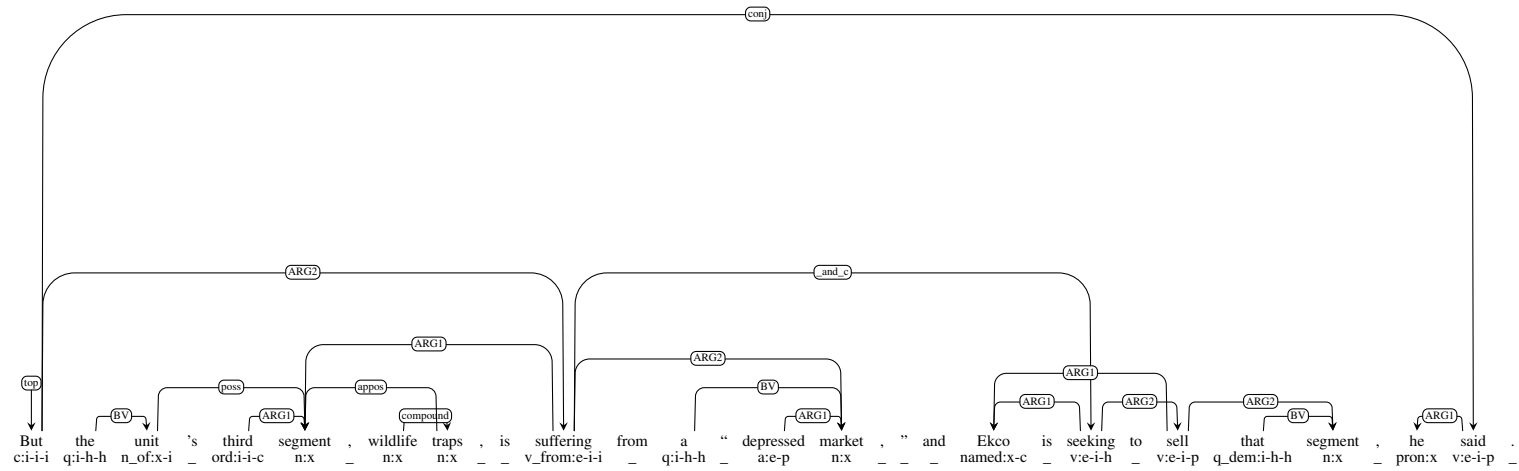 conj
ARG2 _and_c
ARG1 ARG2
top poss appos BV ARG1
BV ARG1 compound ARG1 ARG1 ARG2 ARG2 BV ARG1
But the unit 's third segment , wildlife traps , is suffering from a “ depressed market , ” and Ekco is seeking to sell that segment , he said .
c:i-i-i q:i-h-h n_of:x-i _ ord:i-i-c n:x _ n:x n:x _ _ v_from:e-i-i _ q:i-h-h _ a:e-p n:x _ _ _ named:x-c _ v:e-i-h _ v:e-i-p q_dem:i-h-h n:x _ pron:x v:e-i-p _